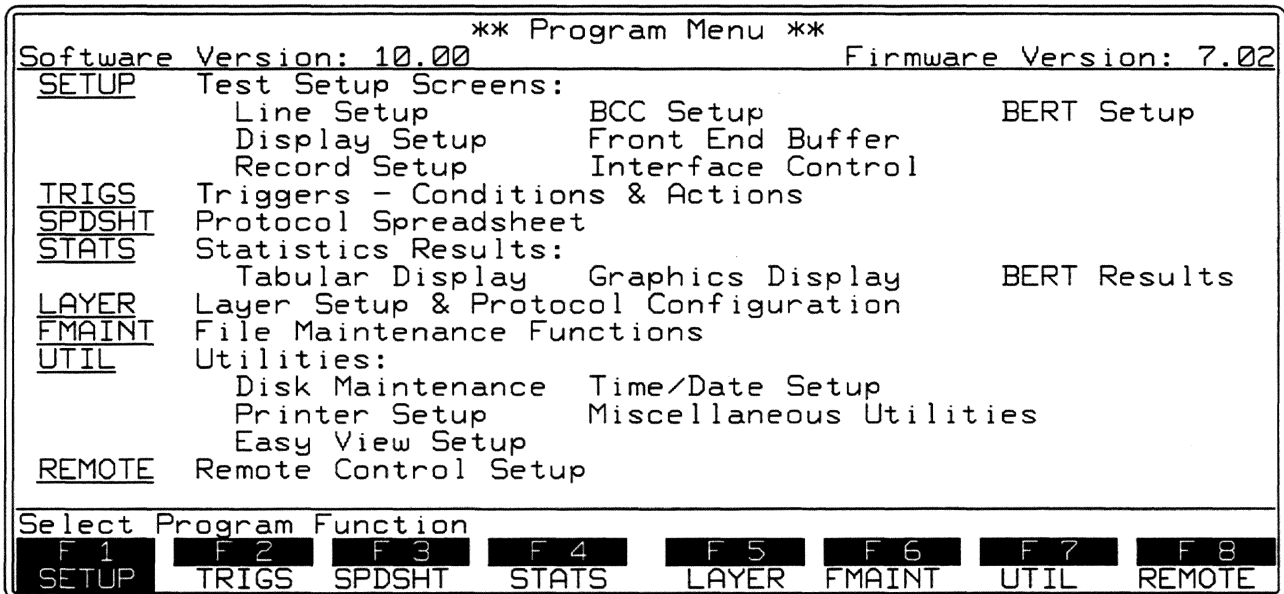 ** Program Menu **
Software Version: 10.00 Firmware Version: 7.02
SETUP Test Setup Screens:
Line Setup BCC Setup BERT Setup
Display Setup Front End Buffer
Record Setup Interface Control
TRIGS Triggers - Conditions & Actions
SPDSHT Protocol Spreadsheet
STATS Statistics Results:
Tabular Display Graphics Display BERT Results
LAYER Layer Setup & Protocol Configuration
FMAINT File Maintenance Functions
UTIL Utilities:
Disk Maintenance Time/Date Setup
Printer Setup Miscellaneous Utilities
Easy View Setup
REMOTE Remote Control Setup
Select Program Function
F 1 F 2 F 3 F 4 F 5 F 6 F 7 F 8
SETUP TRIGS SPDSHT STATS LAYER FMAINT UTIL REMOTE